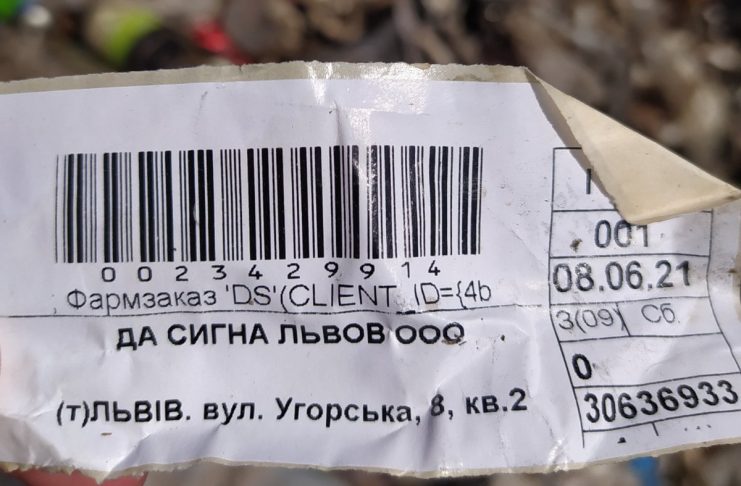 0023429914
Фармзаказ 'DS'(CLIENT_ID={4b
ДА СИГНА ЛЬВОВ ООО
(т)ЛЬВІВ. вул. Угорська, 8, кв.2
001
08.06.21
3(09) Сб.
0
30636933